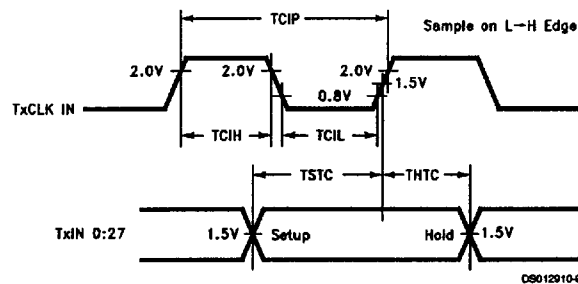 TCIP
Sample on L→H Edge
2.0V
2.0V
2.0V
1.5V
0.8V
TxCLK IN
TCIH
TCIL
TSTC
THTC
TxIN 0:27
1.5V
Setup
Hold
1.5V
DS012910-